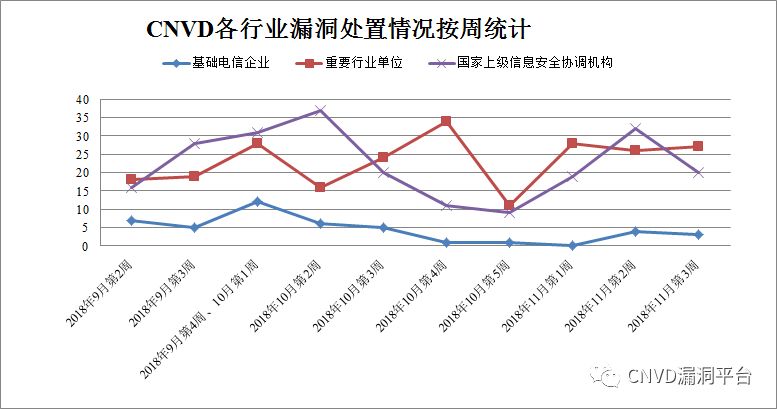 CNVD各行业漏洞处置情况按周统计
基础电信企业 重要行业单位 国家上级信息安全协调机构
40
35
30
25
20
15
10
5
0
2018年9月第2周
2018年9月第3周
2018年9月第4周、10月第1周
2018年10月第2周
2018年10月第3周
2018年10月第4周
2018年10月第5周
2018年11月第1周
2018年11月第2周
2018年11月第3周
CNVD漏洞平台